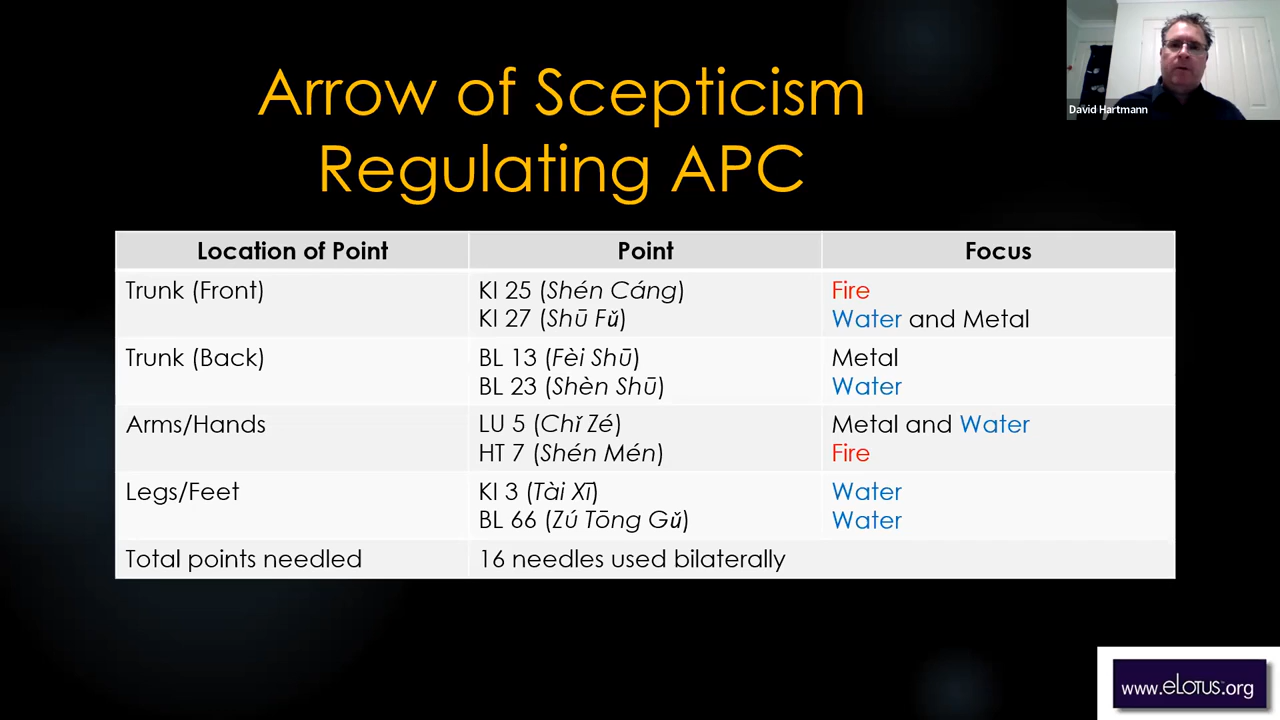 Arrow of Scepticism
Regulating APC
David Hartmann
Location of Point Point Focus
Trunk (Front) KI 25 (Shén Cáng) Fire
KI 27 (Shū Fǔ) Water and Metal
Trunk (Back) BL 13 (Fèi Shū) Metal
BL 23 (Shèn Shū) Water
Arms/Hands LU 5 (Chǐ Zé) Metal and Water
HT 7 (Shén Mén) Fire
Legs/Feet KI 3 (Tài Xī) Water
BL 66 (Zú Tōng Gǔ) Water
Total points needed 16 needles used bilaterally
www.eLotus.org